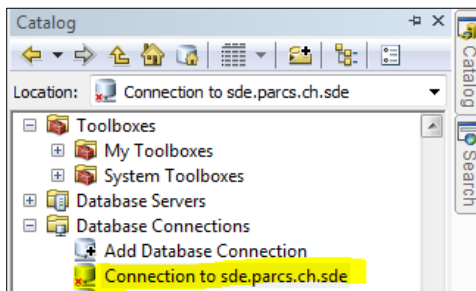 Catalog
Location: Connection to sde.parcs.ch.sde
Toolboxes
My Toolboxes
System Toolboxes
Database Servers
Database Connections
Add Database Connection
Connection to sde.parcs.ch.sde
Catalog
Search